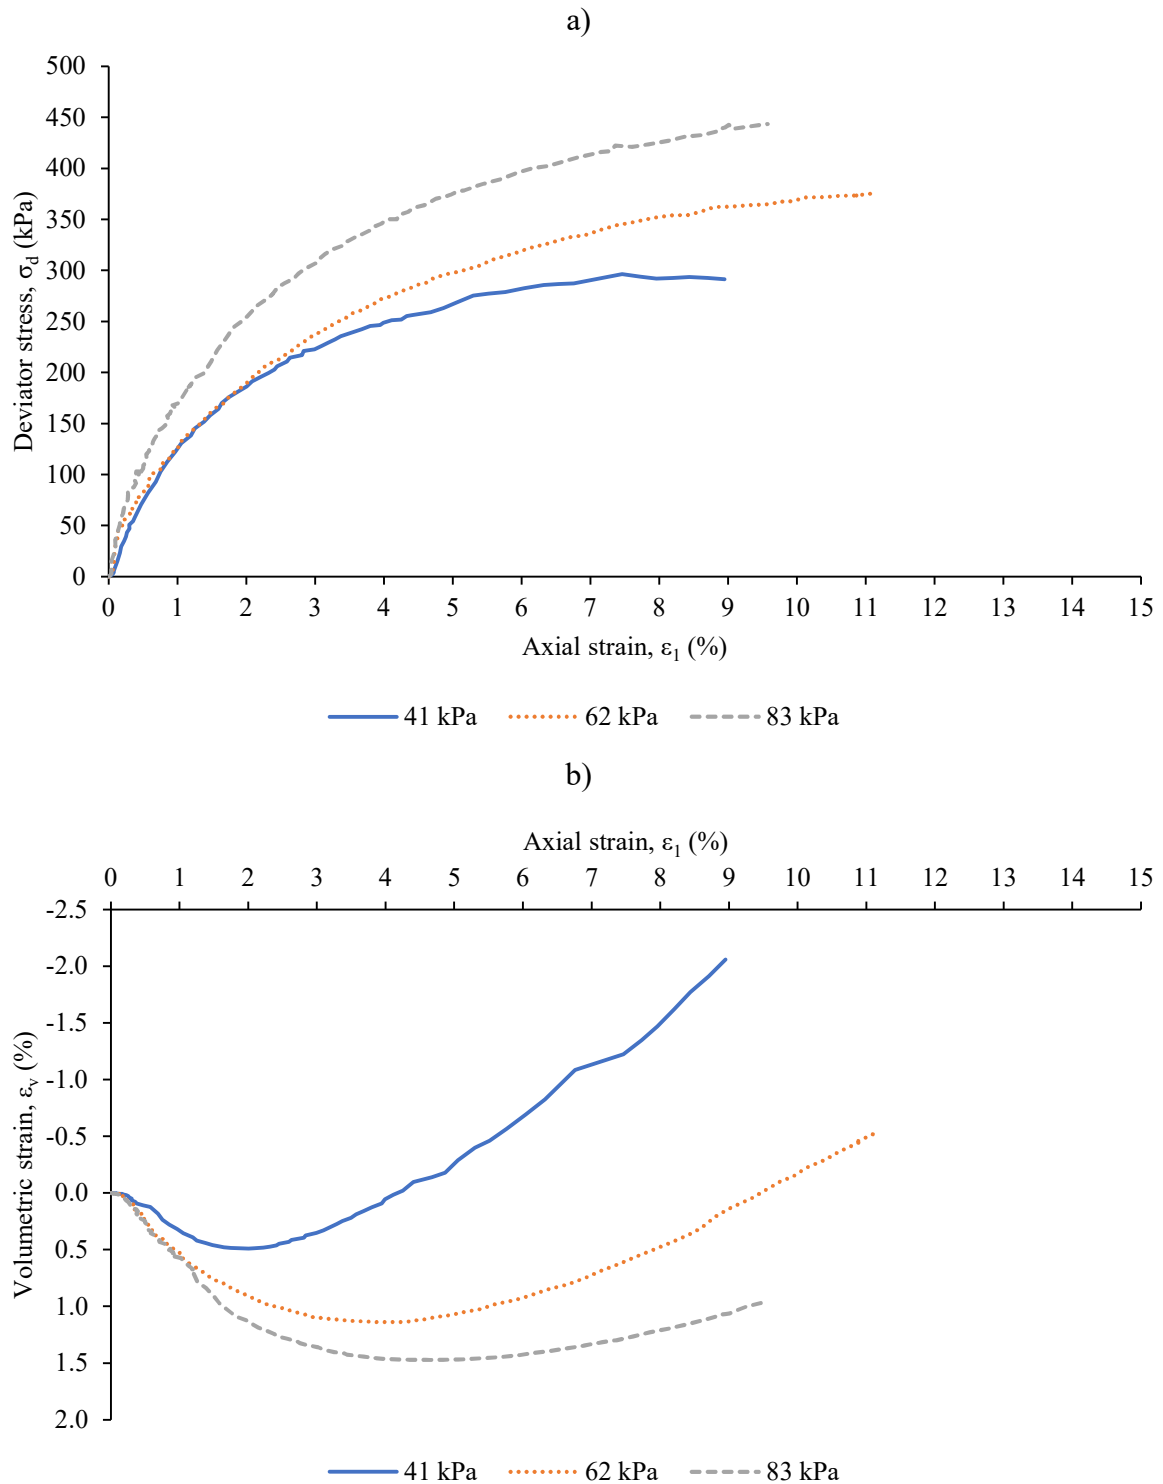 a)
500
450
400
350
300
250
200
150
100
50
0
Deviator stress, σd (kPa)
0 1 2 3 4 5 6 7 8 9 10 11 12 13 14 15
Axial strain, ε1 (%)
41 kPa 62 kPa 83 kPa
b)
Axial strain, ε1 (%)
0 1 2 3 4 5 6 7 8 9 10 11 12 13 14 15
-2.5
-2.0
-1.5
-1.0
-0.5
0.0
0.5
1.0
1.5
2.0
Volumetric strain, εv (%)
41 kPa 62 kPa 83 kPa